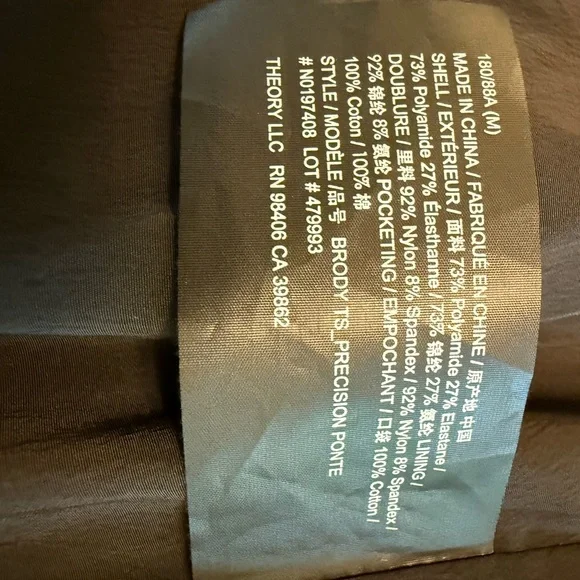 180/88A (M)
MADE IN CHINA / FABRIQUÉ EN CHINE / 原产地 中国
SHELL / EXTÉRIEUR / 面料 73% Polyamide 27% Elastane /
73% Polyamide 27% Élasthanne / 73% 锦纶 27% 氨纶 LINING /
DOUBLURE / 里料 92% Nylon 8% Spandex / 92% Nylon 8% Spandex /
92% 锦纶 8% 氨纶 POCKETING / EMPOCHANT / 口袋 100% Cotton /
100% Coton / 100% 棉
STYLE / MODÈLE / 品号 BRODY TS_PRECISION PONTE
# N0197408 LOT # 479993
THEORY LLC RN 98406 CA 39862